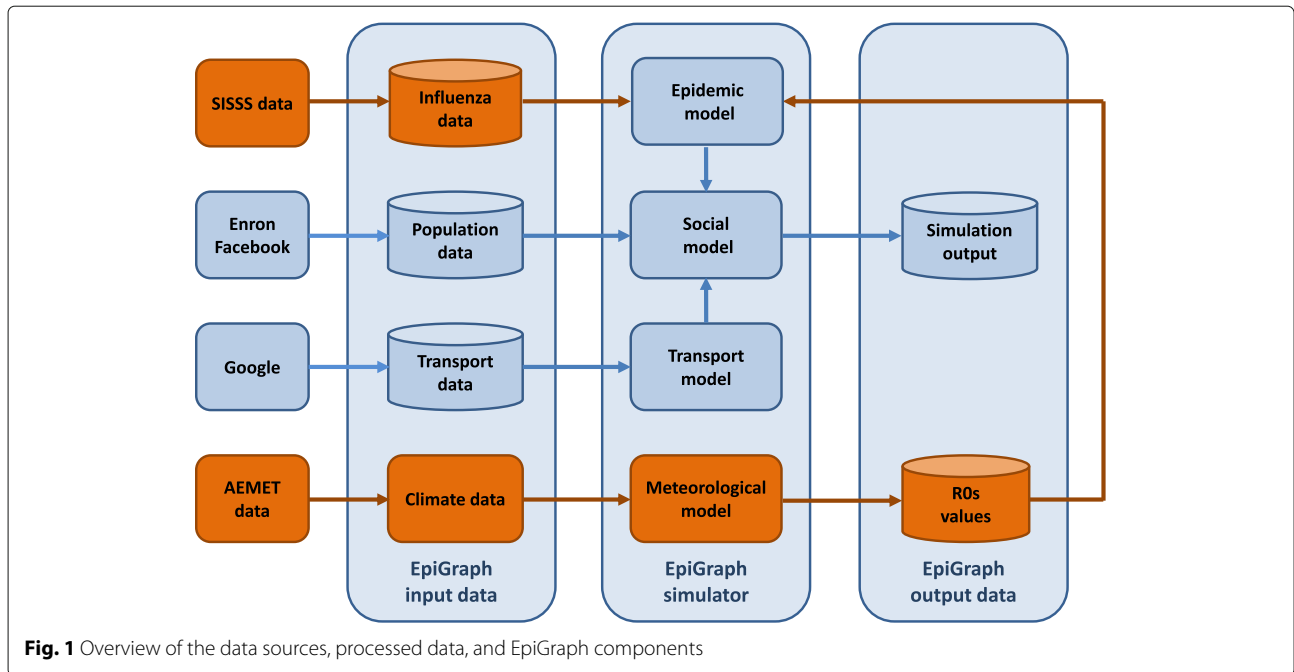 SISSS data
Influenza
data
Epidemic
model
Enron
Facebook
Population
data
Social
model
Simulation
output
Google
Transport
data
Transport
model
AEMET
data
Climate data
Meteorological
model
R0s
values
EpiGraph
input data
EpiGraph
simulator
EpiGraph
output data
Fig. 1 Overview of the data sources, processed data, and EpiGraph components